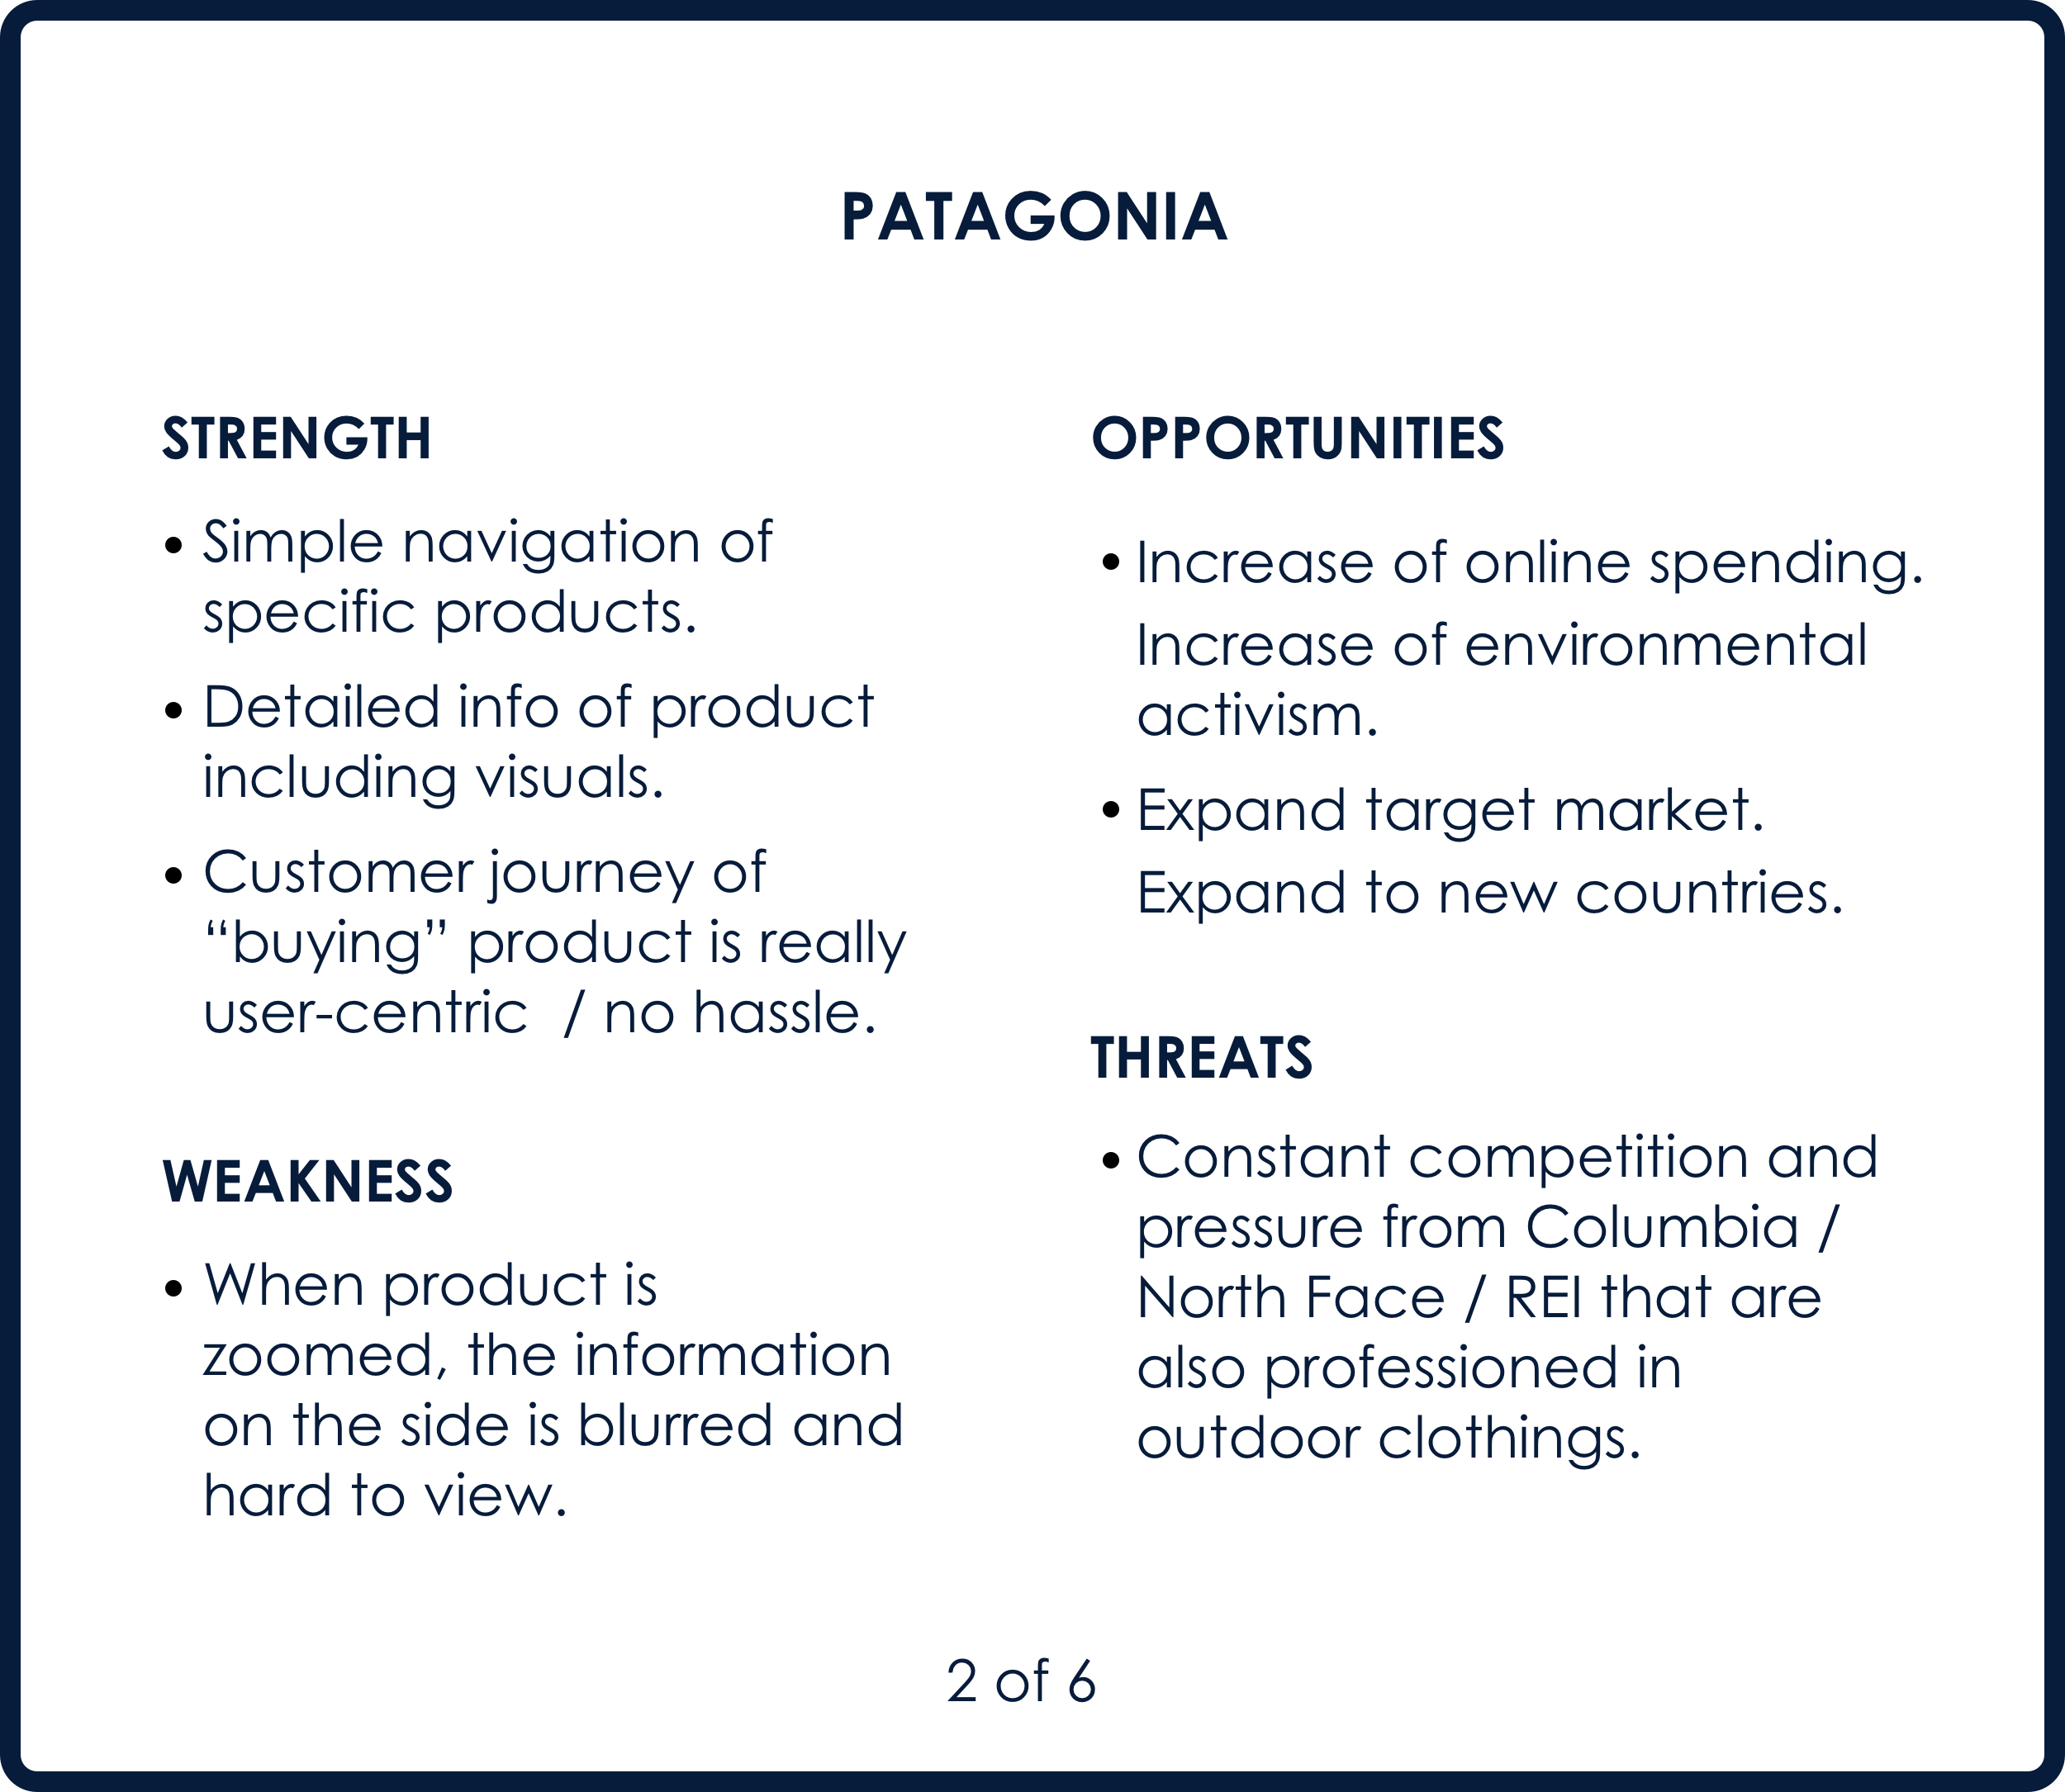 PATAGONIA
STRENGTH
• Simple navigation of
specific products.
• Detailed info of product
including visuals.
• Customer journey of
“buying” product is really
user-centric  / no hassle.
WEAKNESS
• When product is
zoomed, the information
on the side is blurred and
hard to view.
OPPORTUNITIES
• Increase of online spending.
Increase of environmental
activism.
• Expand target market.
Expand to new countries.
THREATS
• Constant competition and
pressure from Columbia /
North Face / REI that are
also professioned in
outdoor clothings.
2 of 6